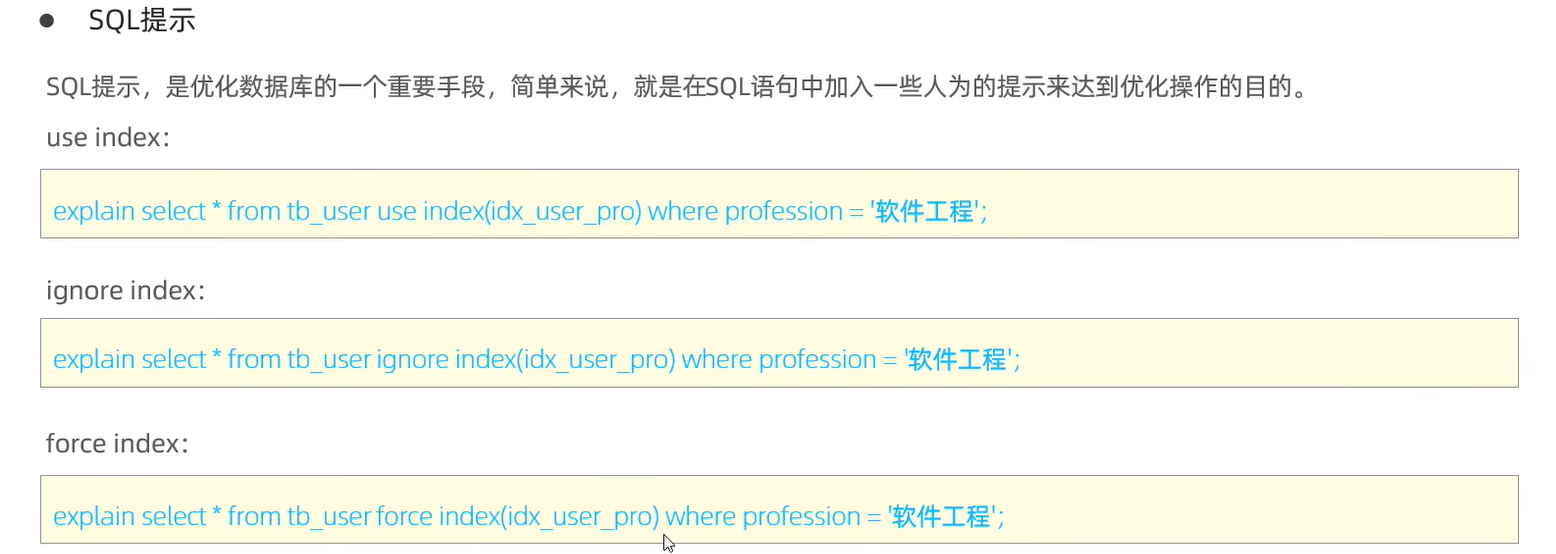 ● SQL提示
SQL提示，是优化数据库的一个重要手段，简单来说，就是在SQL语句中加入一些人为的提示来达到优化操作的目的。
use index：
explain select * from tb_user use index(idx_user_pro) where profession = '软件工程';
ignore index：
explain select * from tb_user ignore index(idx_user_pro) where profession = '软件工程';
force index：
explain select * from tb_user force index(idx_user_pro) where profession = '软件工程';